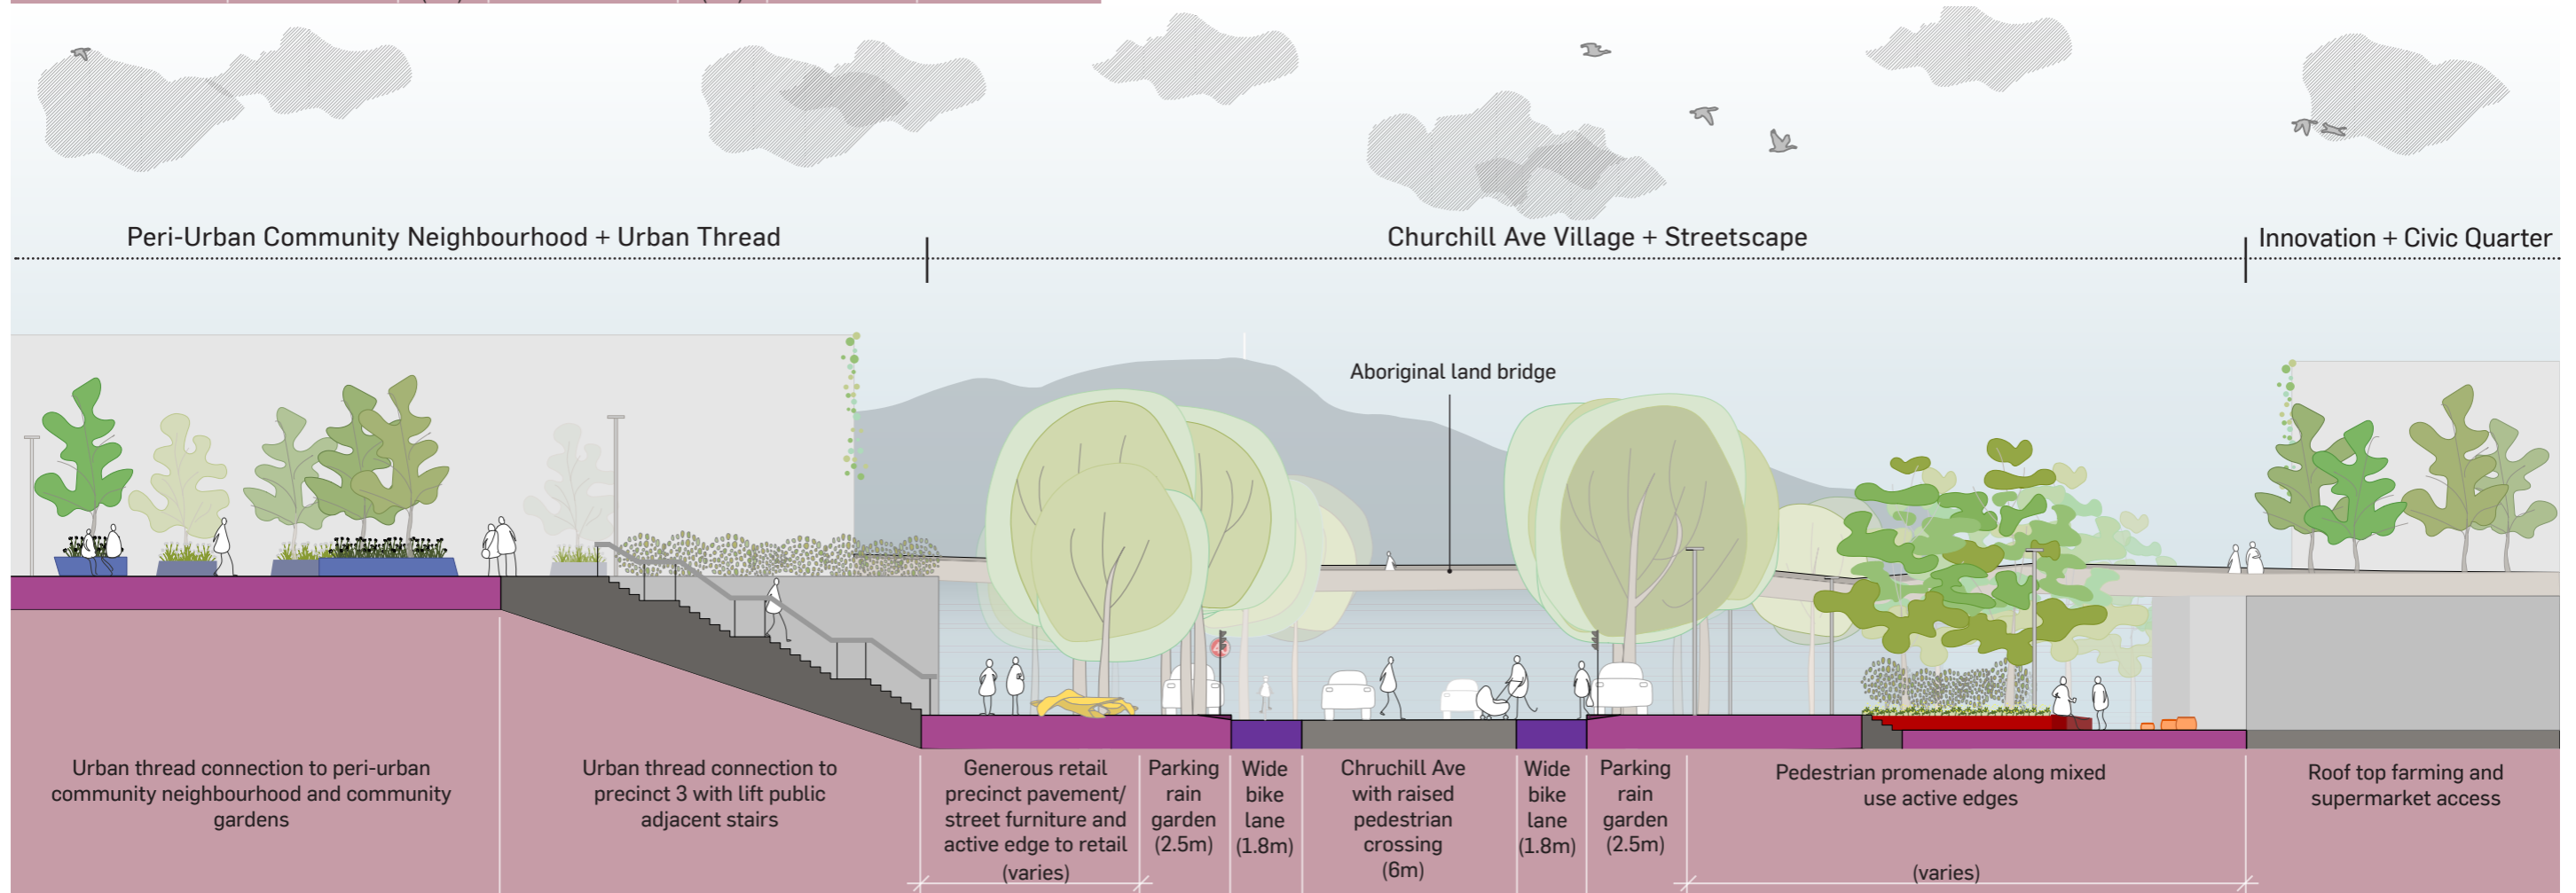 Peri-Urban Community Neighbourhood + Urban Thread
Churchill Ave Village + Streetscape
Innovation + Civic Quarter
Aboriginal land bridge
Urban thread connection to peri-urban
community neighbourhood and community
gardens
Urban thread connection to
precinct 3 with lift public
adjacent stairs
Generous retail
precinct pavement/
street furniture and
active edge to retail
(varies)
Parking
rain
garden
(2.5m)
Wide
bike
lane
(1.8m)
Chruchill Ave
with raised
pedestrian
crossing
(6m)
Wide
bike
lane
(1.8m)
Parking
rain
garden
(2.5m)
Pedestrian promenade along mixed
use active edges
(varies)
Roof top farming and
supermarket access